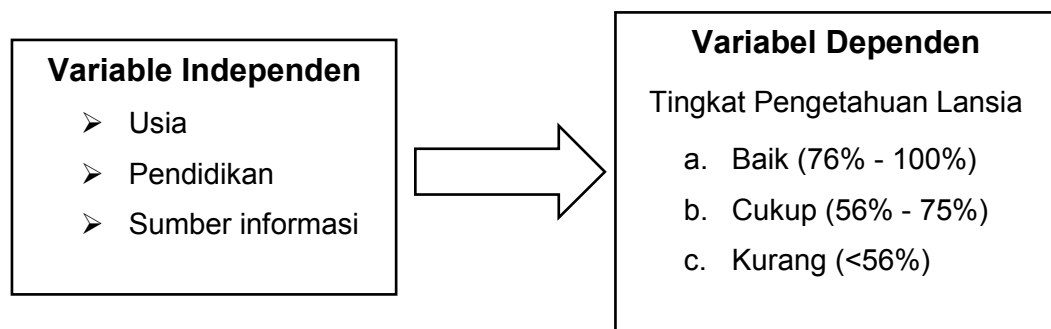 Variable Independen
➢ Usia
➢ Pendidikan
➢ Sumber informasi
Variabel Dependen
Tingkat Pengetahuan Lansia
a. Baik (76% - 100%)
b. Cukup (56% - 75%)
c. Kurang (<56%)